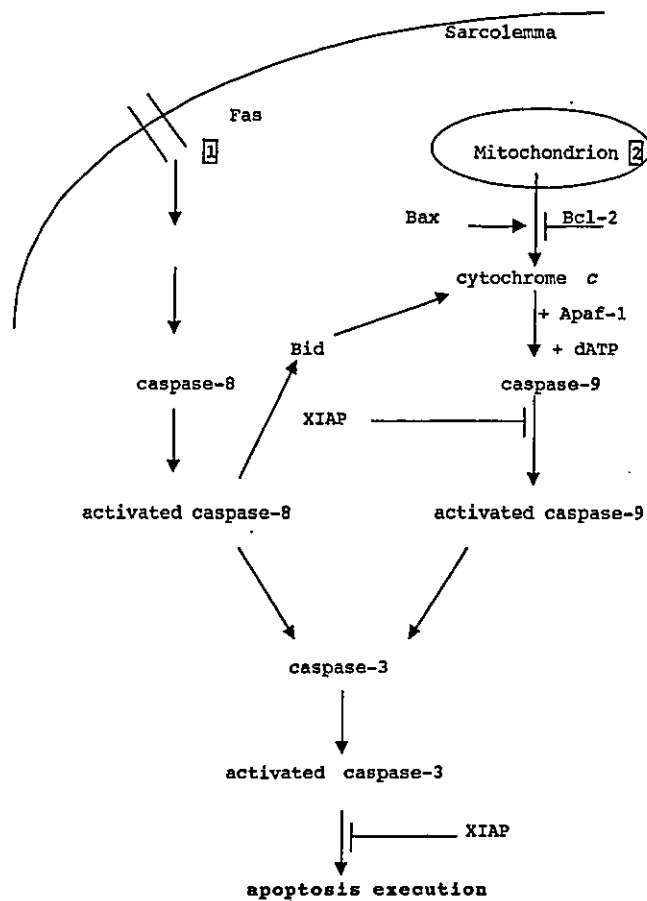 Sarcolemma
Fas
1
Mitochondrion 2
Bax
Bcl-2
cytochrome c
+ Apaf-1
Bid
+ dATP
caspase-8
caspase-9
XIAP
activated caspase-8
activated caspase-9
caspase-3
activated caspase-3
XIAP
apoptosis execution